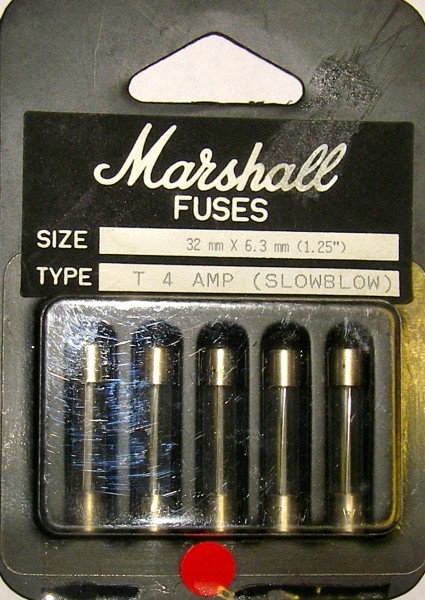 Marshall
FUSES
SIZE 32 mm X 6.3 mm (1.25")
TYPE T 4 AMP (SLOWBLOW)